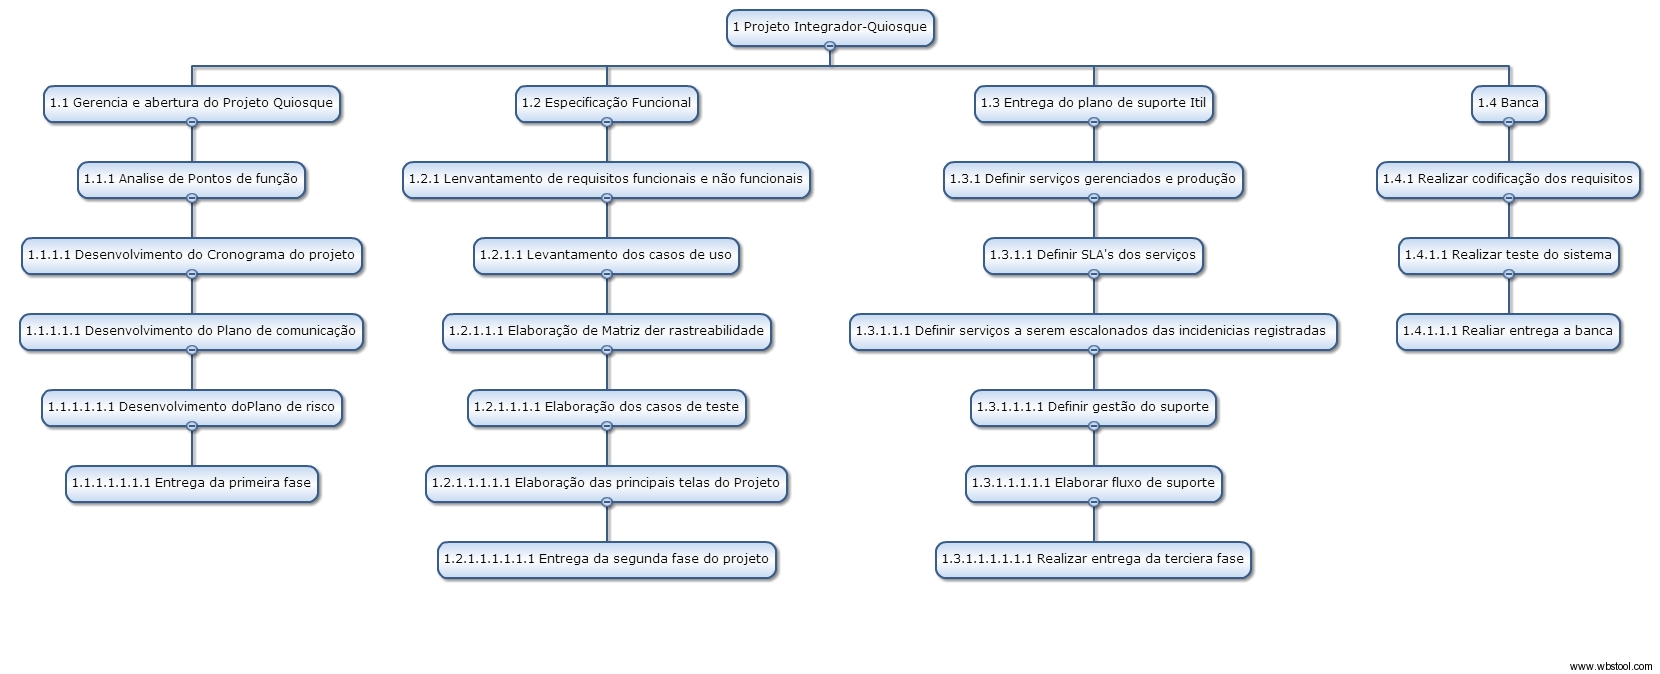 1 Projeto Integrador-Quiosque
1.1 Gerencia e abertura do Projeto Quiosque
1.2 Especificação Funcional
1.3 Entrega do plano de suporte Itil
1.4 Banca
1.1.1 Analise de Pontos de função
1.2.1 Lenvantamento de requisitos funcionais e não funcionais
1.3.1 Definir serviços gerenciados e produção
1.4.1 Realizar codificação dos requisitos
1.1.1.1 Desenvolvimento do Cronograma do projeto
1.2.1.1 Levantamento dos casos de uso
1.3.1.1 Definir SLA's dos serviços
1.4.1.1 Realizar teste do sistema
1.1.1.1.1 Desenvolvimento do Plano de comunicação
1.2.1.1.1 Elaboração de Matriz der rastreabilidade
1.3.1.1.1 Definir serviços a serem escalonados das incidenicias registradas
1.4.1.1.1 Realiar entrega a banca
1.1.1.1.1.1 Desenvolvimento doPlano de risco
1.2.1.1.1.1 Elaboração dos casos de teste
1.3.1.1.1.1 Definir gestão do suporte
1.1.1.1.1.1.1 Entrega da primeira fase
1.2.1.1.1.1.1 Elaboração das principais telas do Projeto
1.3.1.1.1.1.1 Elaborar fluxo de suporte
1.2.1.1.1.1.1.1 Entrega da segunda fase do projeto
1.3.1.1.1.1.1.1 Realizar entrega da terciera fase
www.wbstool.com